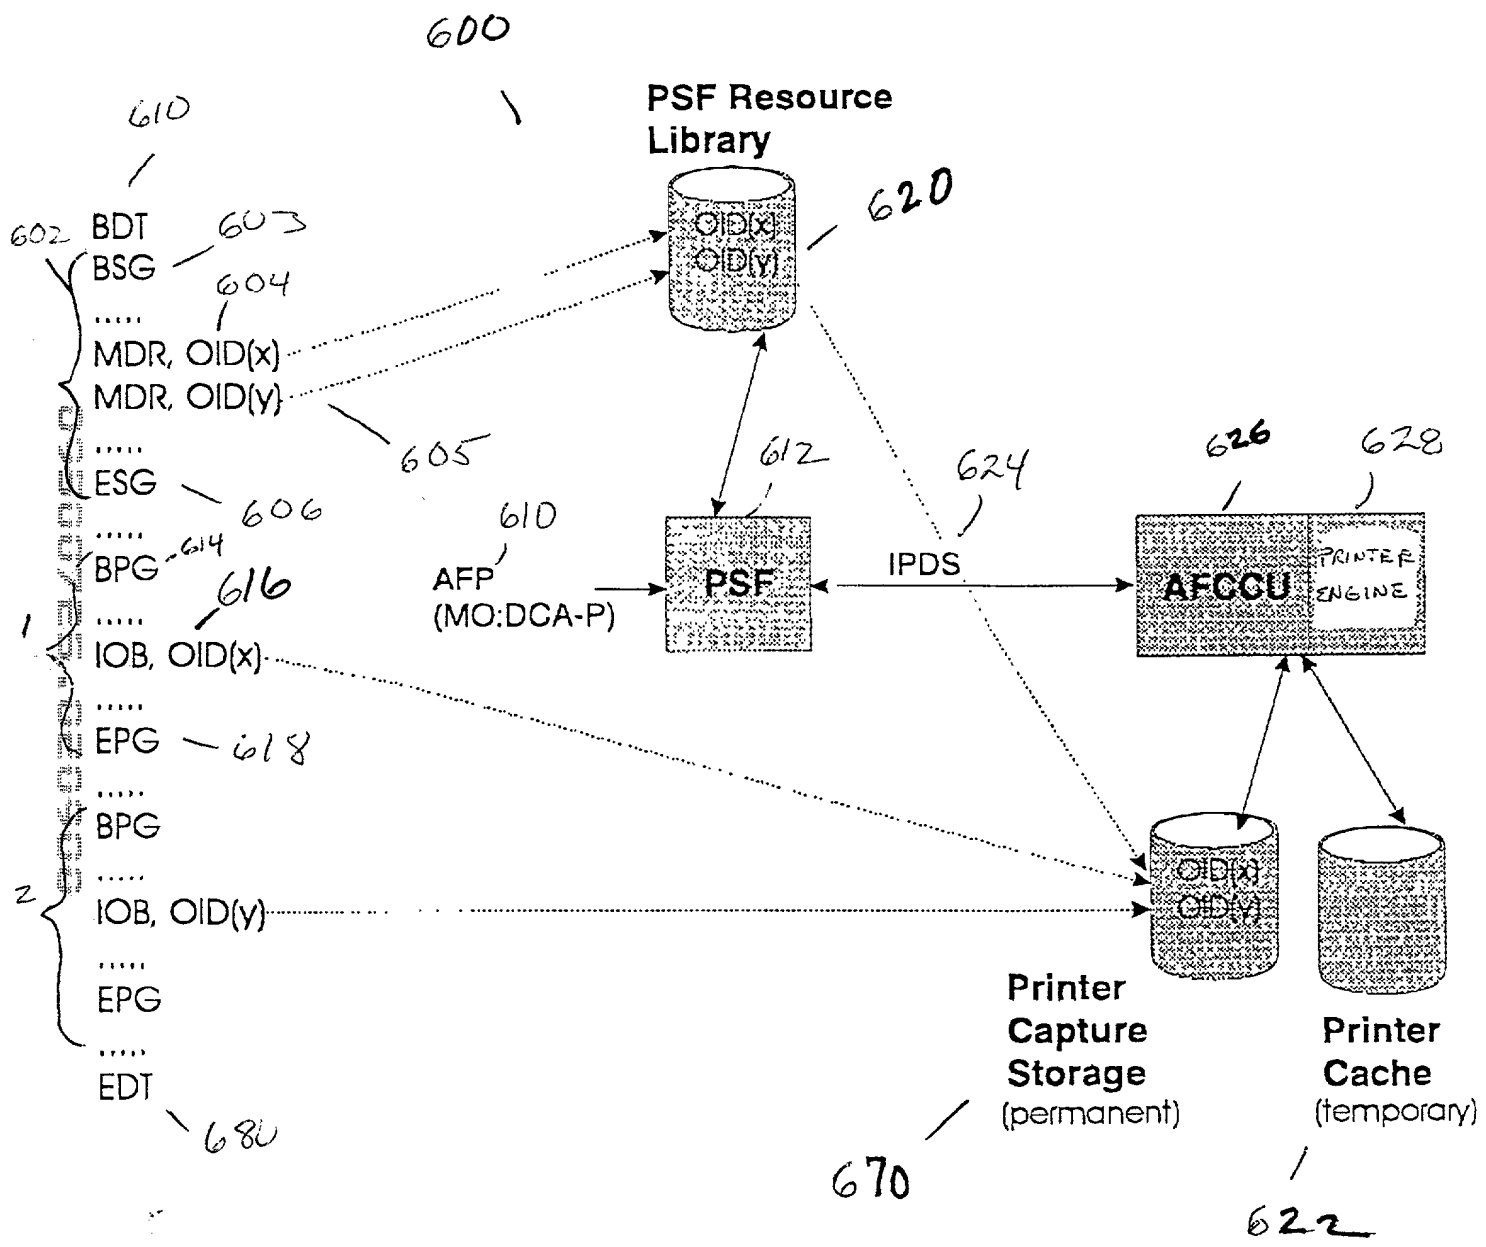 600
PSF Resource
Library
610
620
OID(x)
OID(y)
602
BDT
603
BSG
604
.....
MDR, OID(x)
MDR, OID(y)
605
.....
ESG
606
.....
614
BPG
616
.....
1
IOB, OID(x)
.....
EPG
618
.....
BPG
.....
2
IOB, OID(y)
.....
EPG
.....
EDT
680
610
AFP
(MO:DCA-P)
612
PSF
624
IPDS
626
628
AFCCU
PRINTER
ENGINE
OID(x)
OID(y)
Printer
Capture
Storage
(permanent)
670
Printer
Cache
(temporary)
622